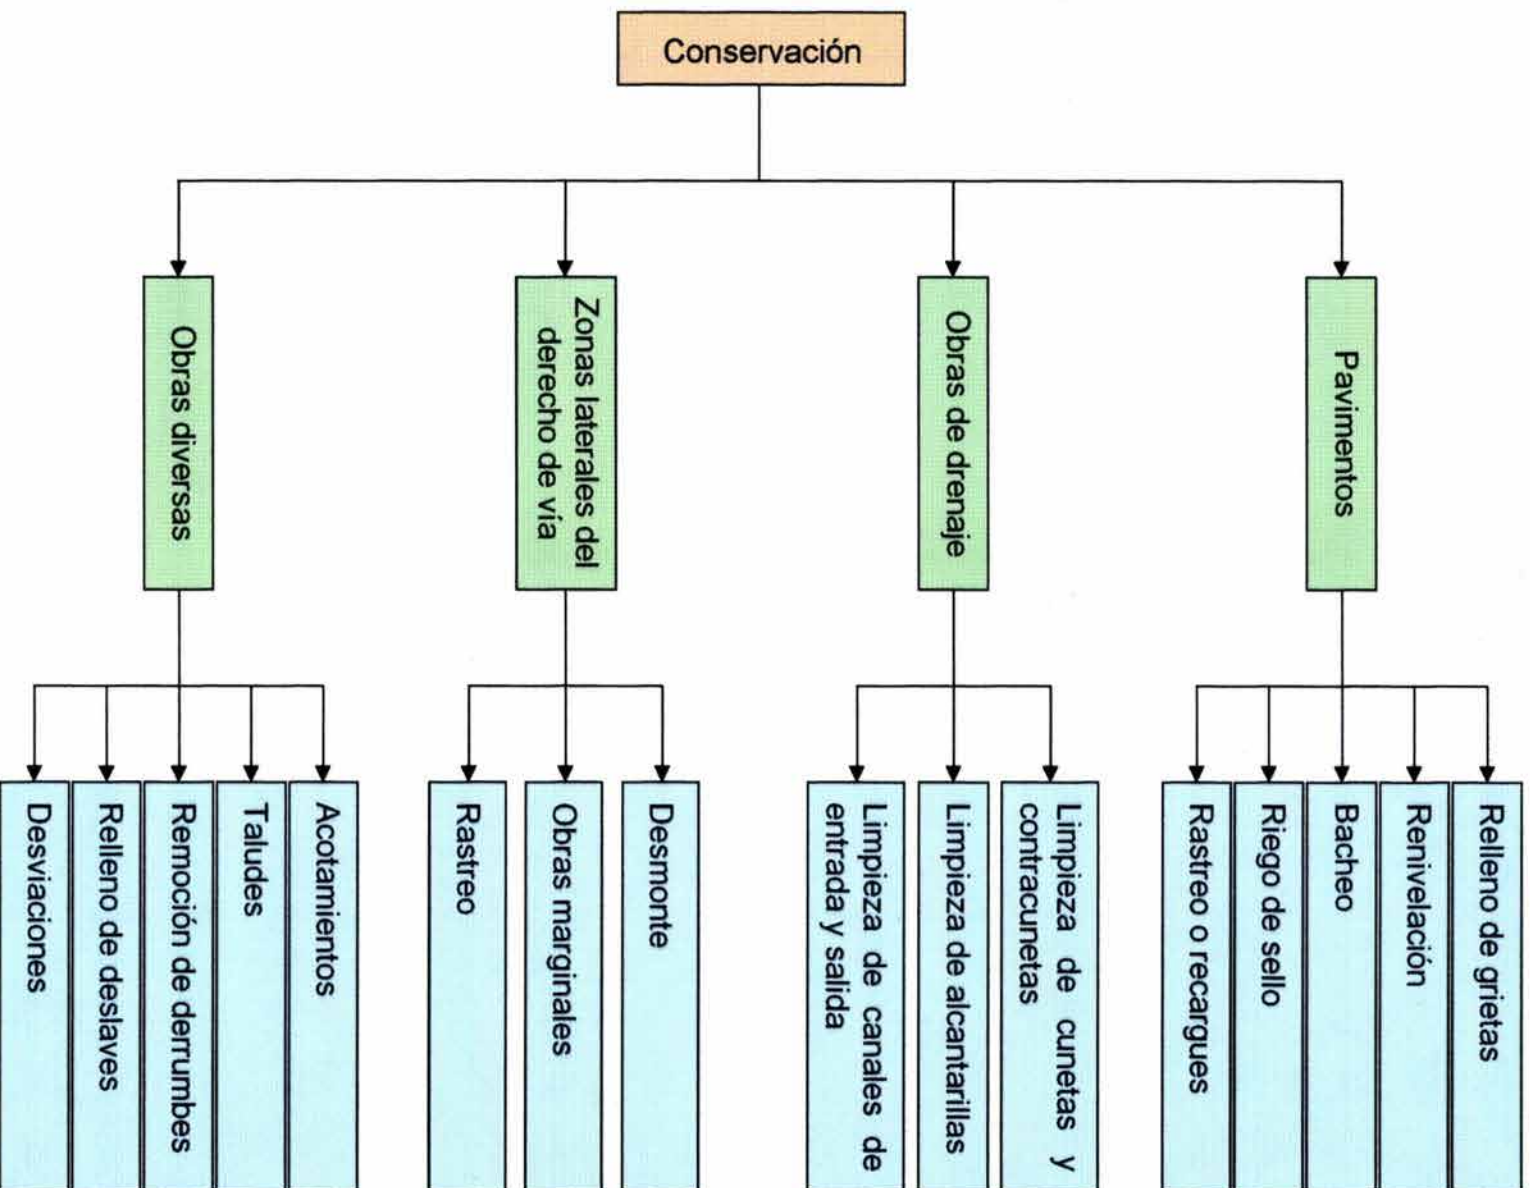 Conservación
Obras diversas
Zonas laterales del
derecho de vía
Obras de drenaje
Pavimentos
Desviaciones
Relleno de deslaves
Remoción de derrumbes
Taludes
Acotamientos
Rastreo
Obras marginales
Desmonte
Limpieza de canales de
entrada y salida
Limpieza de alcantarillas
Limpieza de cunetas y
contracunetas
Rastreo o recargues
Riego de sello
Bacheo
Renivelación
Relleno de grietas